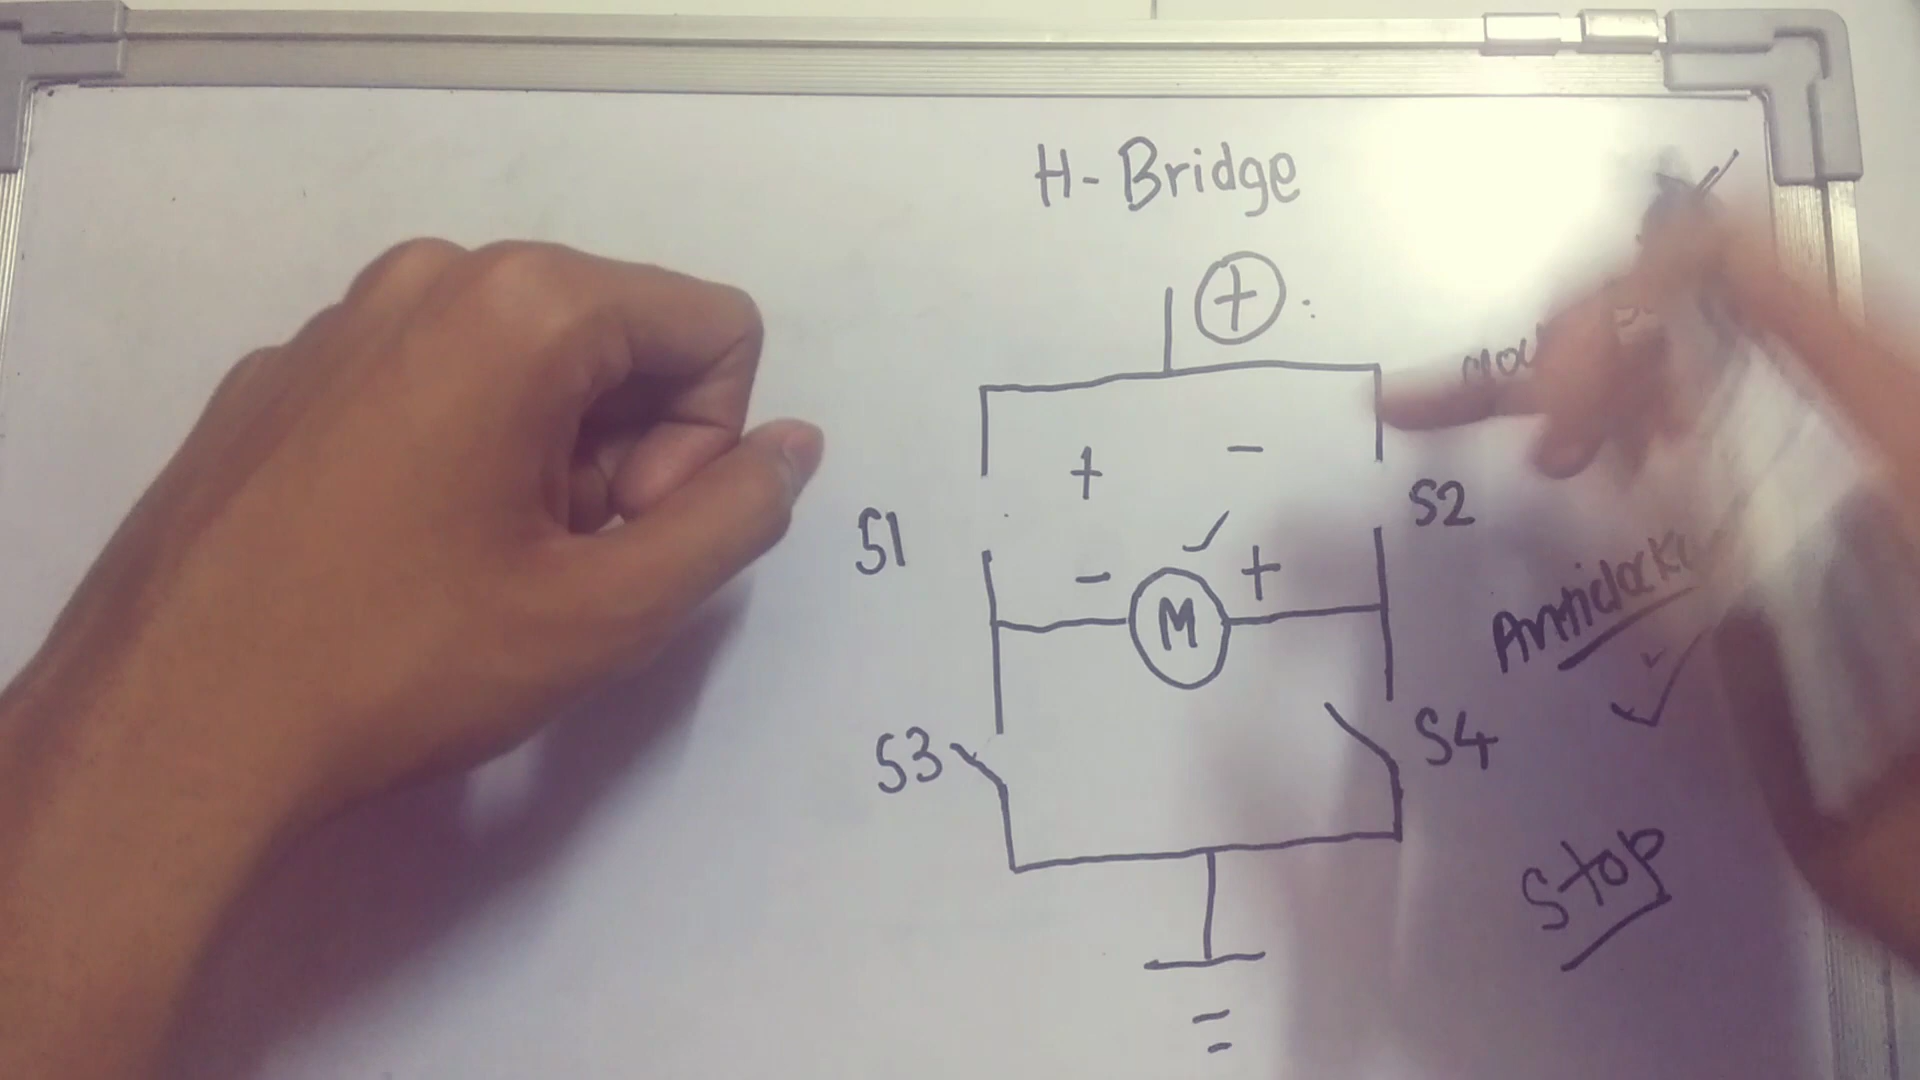 H-Bridge
+
+ -
S1 S2
- +
M
S3 S4
Stop